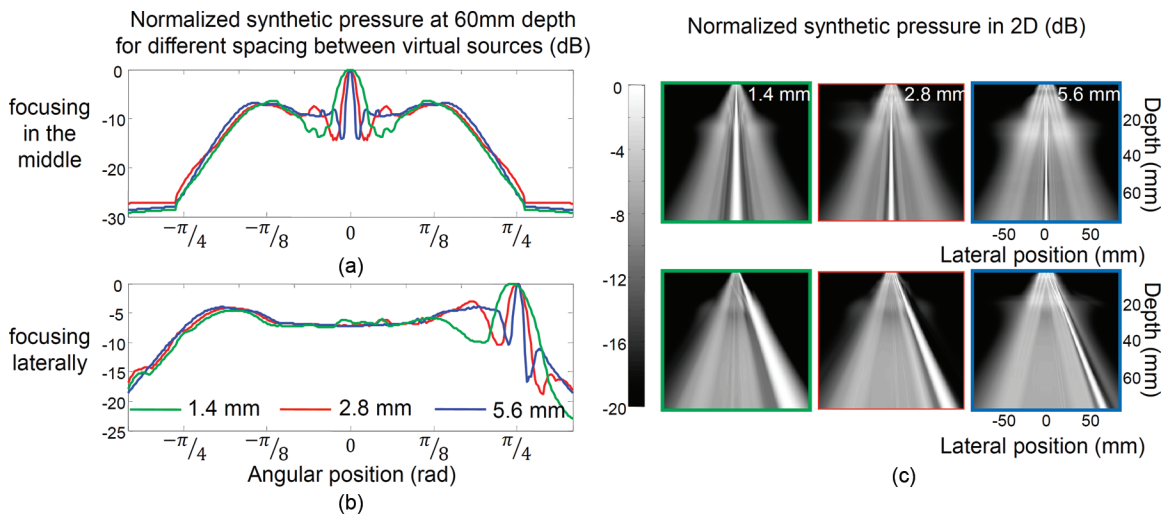 Normalized synthetic pressure at 60mm depth
for different spacing between virtual sources (dB)
focusing
in the
middle
0
-10
-20
-30
−π/4
−π/8
0
π/8
π/4
(a)
focusing
laterally
0
-5
-10
-15
-20
-25
1.4 mm
2.8 mm
5.6 mm
−π/4
−π/8
0
π/8
π/4
Angular position (rad)
(b)
Normalized synthetic pressure in 2D (dB)
0
-4
-8
-12
-16
-20
1.4 mm
2.8 mm
5.6 mm
20
40
60
Depth (mm)
-50 0 50
Lateral position (mm)
20
40
60
Depth (mm)
-50 0 50
Lateral position (mm)
(c)